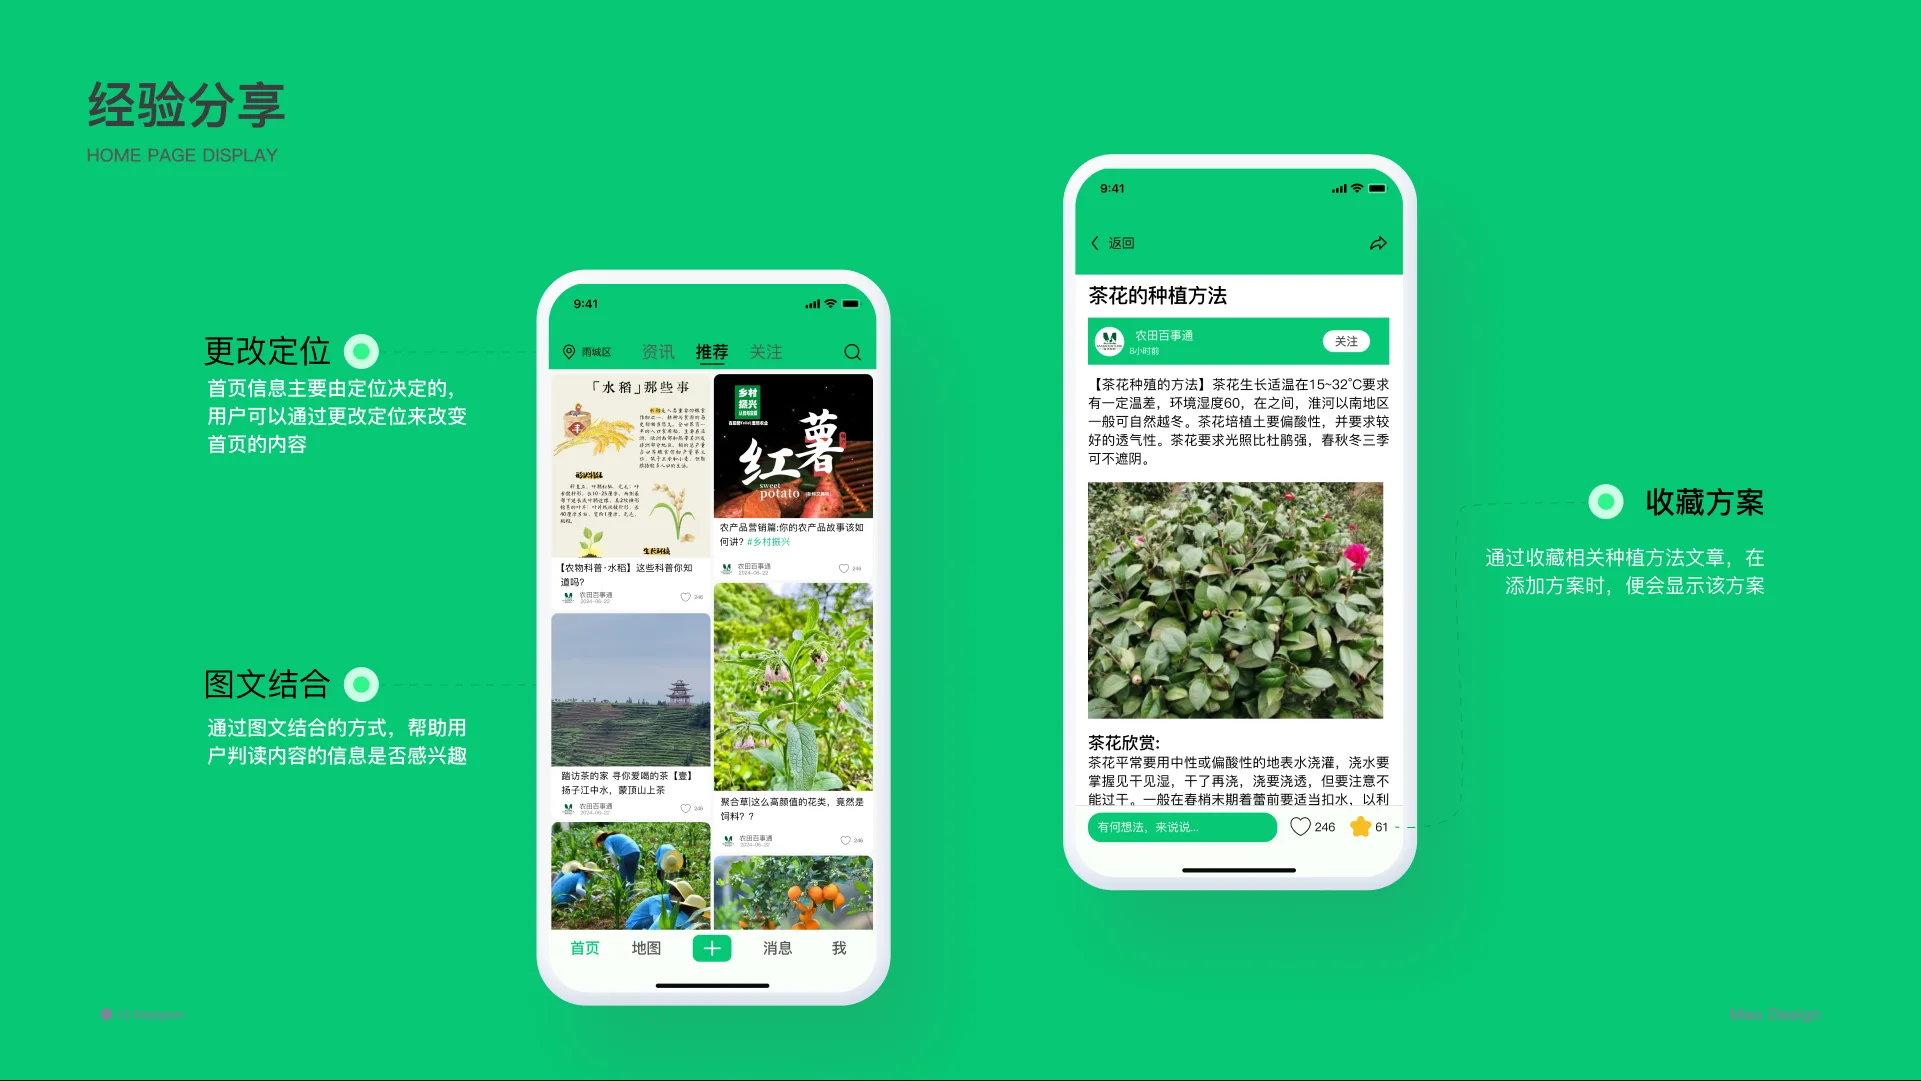 经验分享
HOME PAGE DISPLAY
更改定位
首页信息主要由定位决定的，
用户可以通过更改定位来改变
首页的内容
图文结合
通过图文结合的方式，帮助用
户判读内容的信息是否感兴趣
9:41
雨城区
资讯
推荐
关注
「水稻」那些事
生长环境
【农物科普·水稻】这些科普你知
道吗?
农田百事通
2024-05-22
246
踏访茶的家 寻你爱喝的茶【壹】
扬子江中水，蒙顶山上茶
农田百事通
2024-05-22
246
乡村
振兴
红薯
sweet
potato
农产品营销篇:你的农产品故事该如
何讲? #乡村振兴
农田百事通
2024-05-22
246
聚合草|这么高颜值的花类，竟然是
饲料? ?
农田百事通
2024-05-22
246
首页
地图
消息
我
9:41
返回
茶花的种植方法
农田百事通
8小时前
关注
【茶花种殖的方法】茶花生长适温在15~32℃要求
有一定温差，环境湿度60，在之间，淮河以南地区
一般可自然越冬。茶花培植土要偏酸性，并要求较
好的透气性。茶花要求光照比杜鹃强，春秋冬三季
可不遮阴。
茶花欣赏:
茶花平常要用中性或偏酸性的地表水浇灌，浇水要
掌握见干见湿，干了再浇，浇要浇透，但要注意不
能过干。一般在春梢末期着蕾前要适当扣水，以利
有何想法，来说说...
246
61
收藏方案
通过收藏相关种植方法文章，在
添加方案时，便会显示该方案
UI Designer
Mao Design